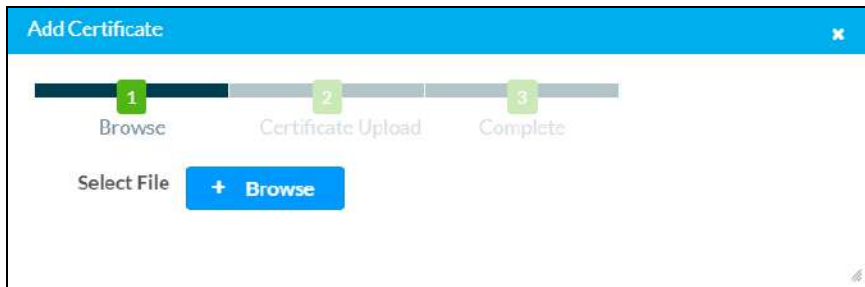 Add Certificate
1 2 3
Browse Certificate Upload Complete
Select File + Browse